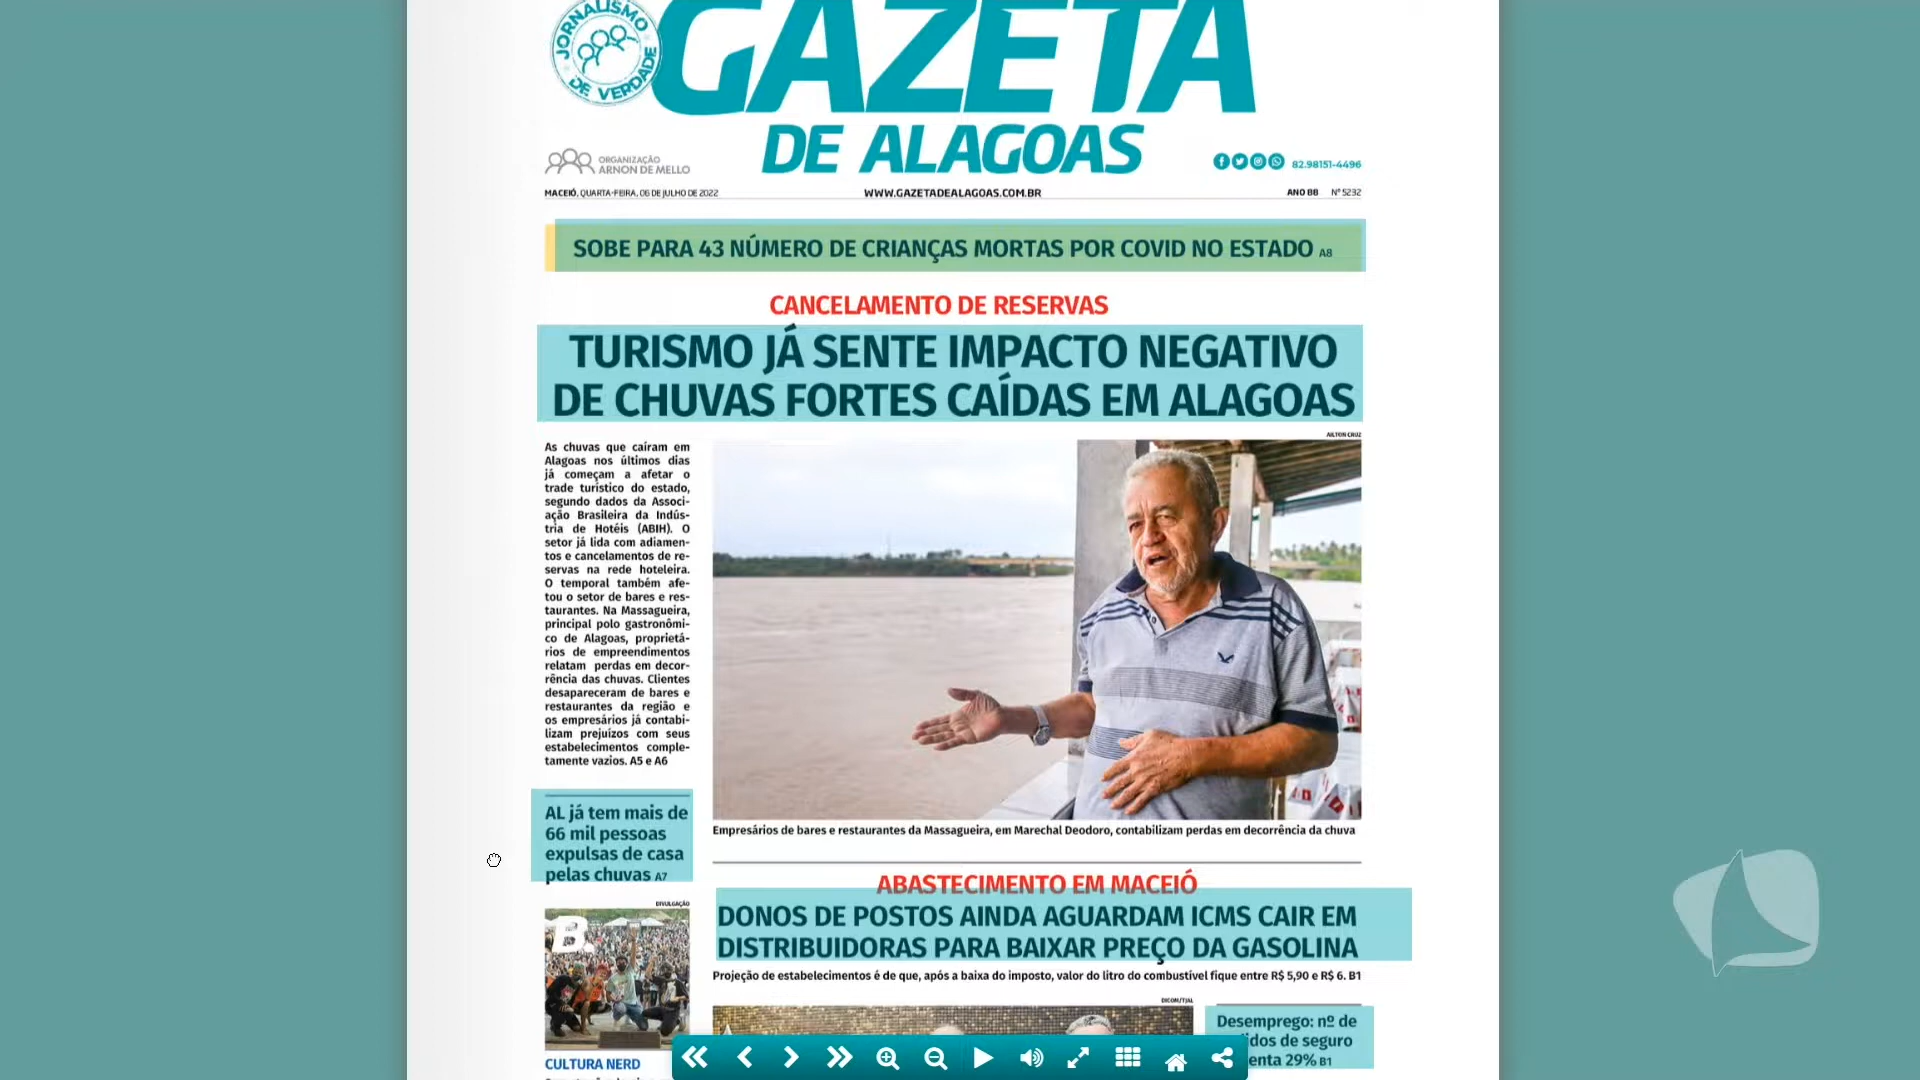 JORNALISMO
DE VERDADE
GAZETA
DE ALAGOAS
ORGANIZAÇÃO
ARNON DE MELLO
82.98151-4496
MACEIÓ, QUARTA-FEIRA, 06 DE JULHO DE 2022
WWW.GAZETADEALAGOAS.COM.BR
ANO 88 Nº 5232
SOBE PARA 43 NÚMERO DE CRIANÇAS MORTAS POR COVID NO ESTADO A8
CANCELAMENTO DE RESERVAS
TURISMO JÁ SENTE IMPACTO NEGATIVO
DE CHUVAS FORTES CAÍDAS EM ALAGOAS
AILTON CRUZ
As chuvas que caíram em
Alagoas nos últimos dias
já começam a afetar o
trade turístico do estado,
segundo dados da Associ-
ação Brasileira da Indús-
tria de Hotéis (ABIH). O
setor já lida com adiamen-
tos e cancelamentos de re-
servas na rede hoteleira.
O temporal também afe-
tou o setor de bares e res-
taurantes. Na Massagueira,
principal polo gastronômi-
co de Alagoas, proprietá-
rios de empreendimentos
relatam perdas em decor-
rência das chuvas. Clientes
desapareceram de bares e
restaurantes da região e
os empresários já contabi-
lizam prejuízos com seus
estabelecimentos comple-
tamente vazios. A5 e A6
Empresários de bares e restaurantes da Massagueira, em Marechal Deodoro, contabilizam perdas em decorrência da chuva
AL já tem mais de
66 mil pessoas
expulsas de casa
pelas chuvas A7
DIVULGAÇÃO
B.
CULTURA NERD
ABASTECIMENTO EM MACEIÓ
DONOS DE POSTOS AINDA AGUARDAM ICMS CAIR EM
DISTRIBUIDORAS PARA BAIXAR PREÇO DA GASOLINA
Projeção de estabelecimentos é de que, após a baixa do imposto, valor do litro do combustível fique entre R$ 5,90 e R$ 6. B1
DICOM/TJAL
Desemprego: nº de
idos de seguro
enta 29% B1